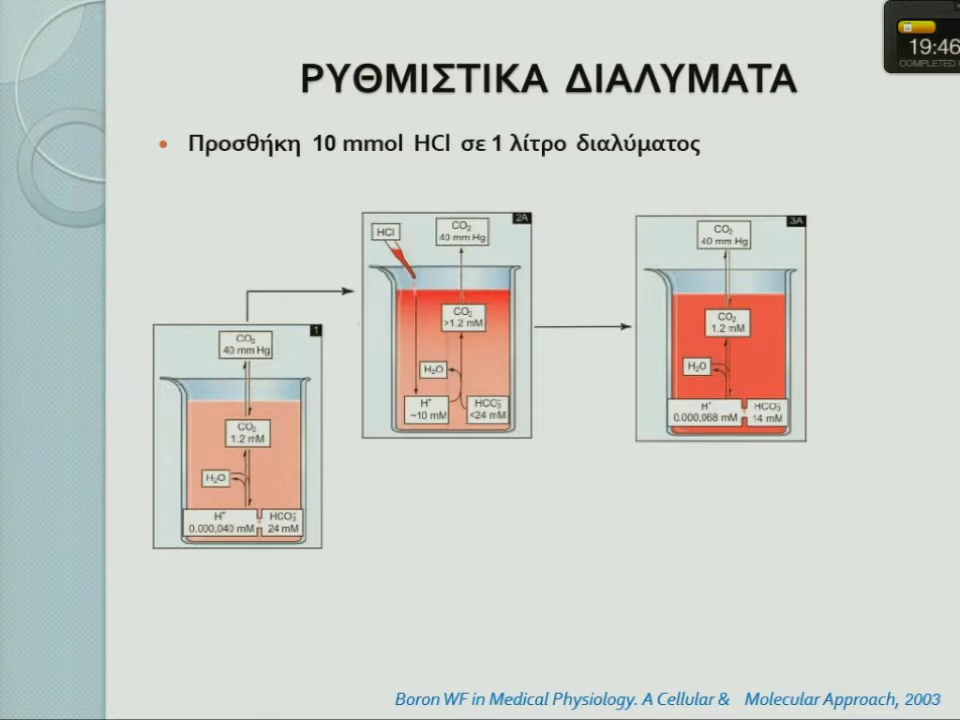 19:46
COMPLETED
ΡΥΘΜΙΣΤΙΚΑ ΔΙΑΛΥΜΑΤΑ
• Προσθήκη 10 mmol HCl σε 1 λίτρο διαλύματος
1
CO₂
40 mm Hg
CO₂
1.2 mM
H₂O
H⁺
0.000,040 mM
HCO₃⁻
24 mM
2A
HCl
CO₂
40 mm Hg
CO₂
>1.2 mM
H₂O
H⁺
~10 mM
HCO₃⁻
<24 mM
3A
CO₂
40 mm Hg
CO₂
1.2 mM
H₂O
H⁺
0.000,068 mM
HCO₃⁻
14 mM
Boron WF in Medical Physiology. A Cellular & Molecular Approach, 2003